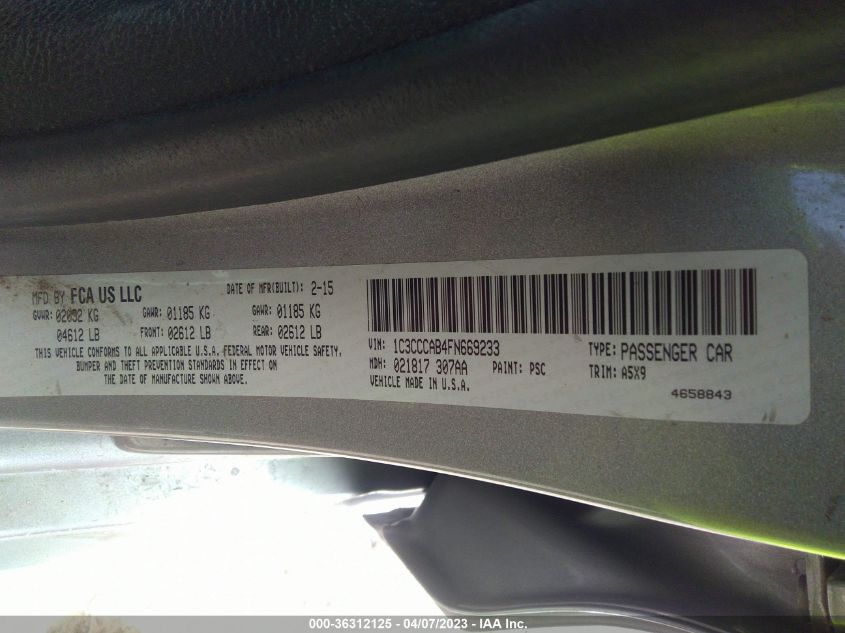 MFD BY FCA US LLC
DATE OF MFR(BUILT): 2-15
GVWR: 02092 KG
GAWR: 01185 KG
GAWR: 01185 KG
04612 LB
FRONT: 02612 LB
REAR: 02612 LB
THIS VEHICLE CONFORMS TO ALL APPLICABLE U.S.A. FEDERAL MOTOR VEHICLE SAFETY,
BUMPER AND THEFT PREVENTION STANDARDS IN EFFECT ON
THE DATE OF MANUFACTURE SHOWN ABOVE.
VIN: 1C3CCCAB4FN669233
TYPE: PASSENGER CAR
MDH: 021817 307AA
PAINT: PSC
TRIM: A5X9
VEHICLE MADE IN U.S.A.
4658843
000-36312125 - 04/07/2023 - IAA Inc.